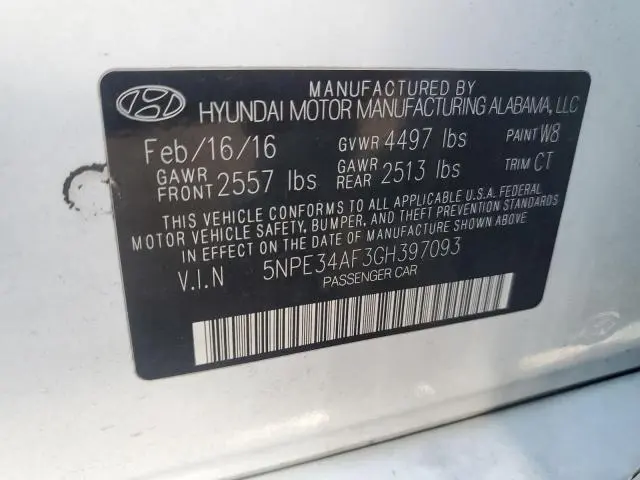 MANUFACTURED BY
HYUNDAI MOTOR MANUFACTURING ALABAMA, LLC
Feb/16/16 GVWR 4497 lbs PAINT W8
GAWR FRONT 2557 lbs GAWR REAR 2513 lbs TRIM CT
THIS VEHICLE CONFORMS TO ALL APPLICABLE U.S.A. FEDERAL
MOTOR VEHICLE SAFETY, BUMPER, AND THEFT PREVENTION STANDARDS
IN EFFECT ON THE DATE OF MANUFACTURE SHOWN ABOVE
V.I.N 5NPE34AF3GH397093
PASSENGER CAR